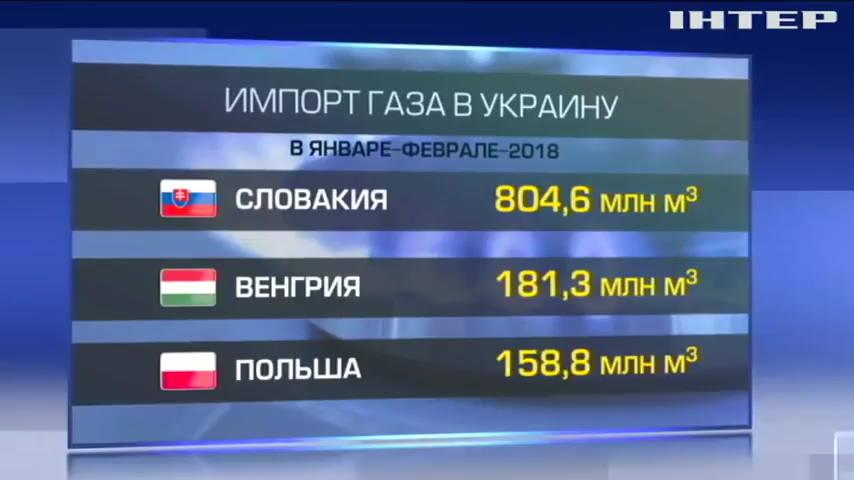 ІНТЕР
ИМПОРТ ГАЗА В УКРАИНУ
В ЯНВАРЕ-ФЕВРАЛЕ-2018
СЛОВАКИЯ 804,6 МЛН М³
ВЕНГРИЯ 181,3 МЛН М³
ПОЛЬША 158,8 МЛН М³